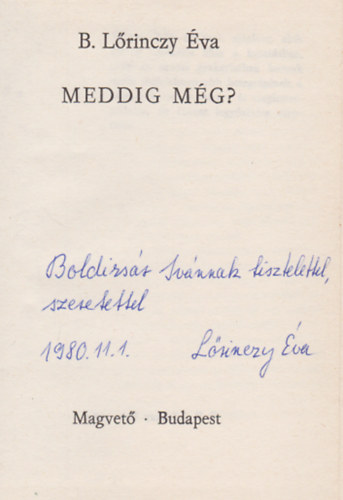 B. Lőrinczy Éva
MEDDIG MÉG?
Boldizsár Ivánnak tisztelettel,
szeretettel
1980.11.1. Lőrinczy Éva
Magvető · Budapest